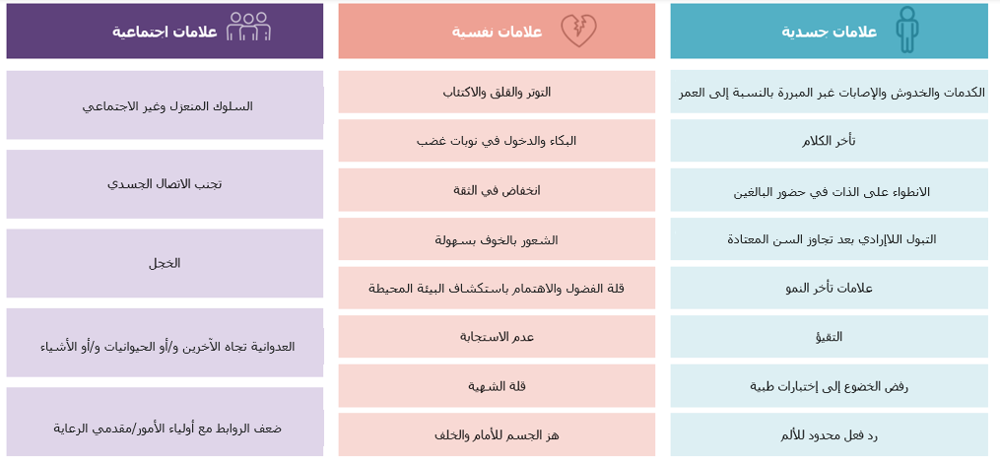 علامات جسدية
الكدمات والخدوش والإصابات غير المبررة بالنسبة إلى العمر
تأخر الكلام
الانطواء على الذات في حضور البالغين
التبول اللاإرادي بعد تجاوز السن المعتادة
علامات تأخر النمو
التقيؤ
رفض الخضوع إلى إختبارات طبية
رد فعل محدود للألم
علامات نفسية
التوتر والقلق والاكتئاب
البكاء والدخول في نوبات غضب
انخفاض في الثقة
الشعور بالخوف بسهولة
قلة الفضول والاهتمام باستكشاف البيئة المحيطة
عدم الاستجابة
قلة الشهية
هز الجسم للأمام والخلف
علامات اجتماعية
السلوك المنعزل وغير الاجتماعي
تجنب الاتصال الجسدي
الخجل
العدوانية تجاه الآخرين و/أو الحيوانيات و/أو الأشياء
ضعف الروابط مع أولياء الأمور/مقدمي الرعاية